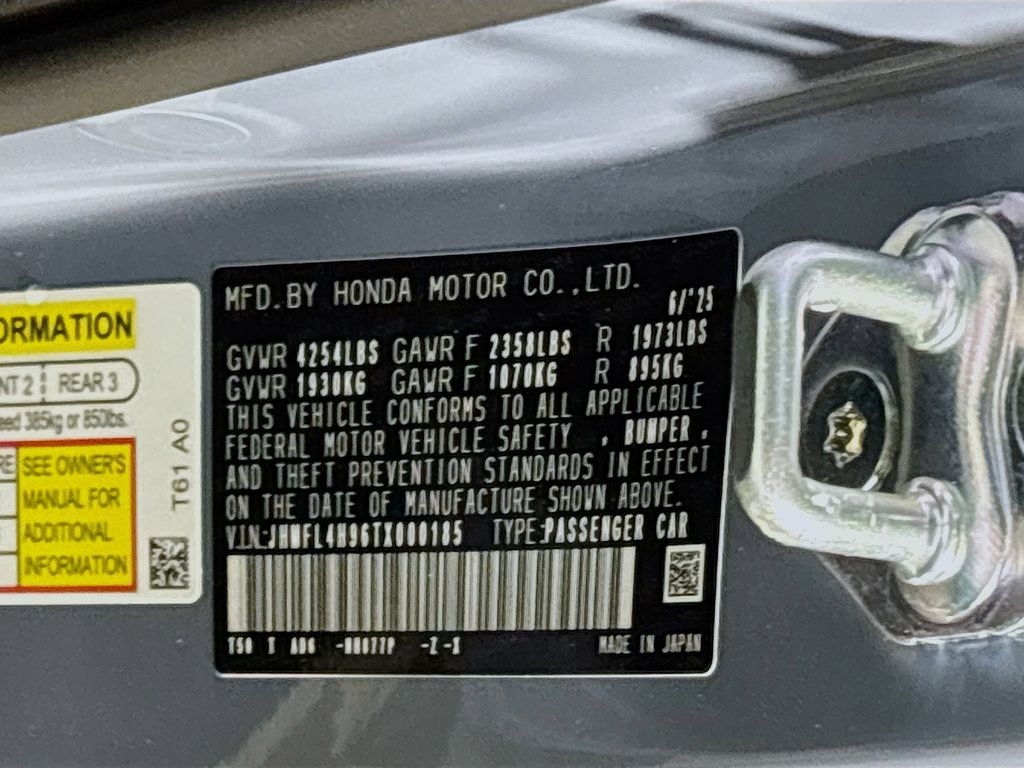 ORMATION
NT 2 REAR 3
eed 385kg or 850lbs.
RE SEE OWNER'S
MANUAL FOR
ADDITIONAL
INFORMATION
T61 A0
MFD. BY HONDA MOTOR CO.,LTD.
6/'25
GVWR 4254LBS GAWR F 2358LBS R 1973LBS
GVWR 1930KG GAWR F 1070KG R 895KG
THIS VEHICLE CONFORMS TO ALL APPLICABLE
FEDERAL MOTOR VEHICLE SAFETY , BUMPER ,
AND THEFT PREVENTION STANDARDS IN EFFECT
ON THE DATE OF MANUFACTURE SHOWN ABOVE.
V.I.N: TYPE:PASSENGER CAR
MADE IN JAPAN